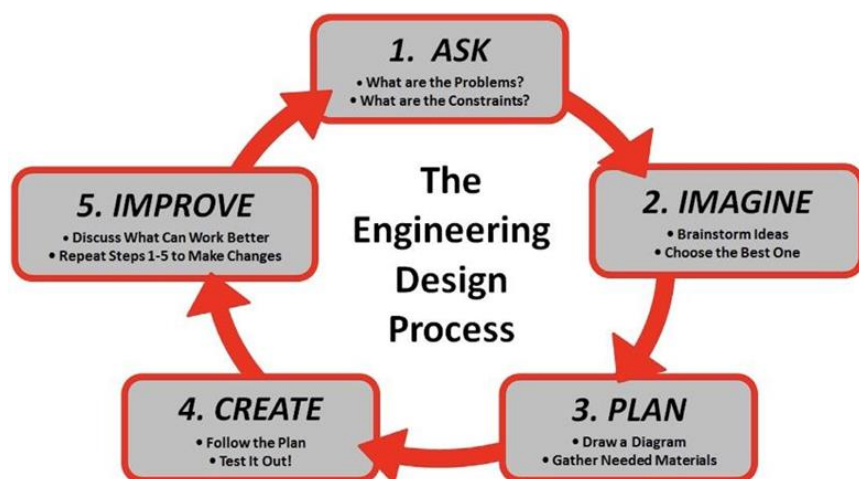 1. ASK
• What are the Problems?
• What are the Constraints?
2. IMAGINE
• Brainstorm Ideas
• Choose the Best One
3. PLAN
• Draw a Diagram
• Gather Needed Materials
4. CREATE
• Follow the Plan
• Test It Out!
5. IMPROVE
• Discuss What Can Work Better
• Repeat Steps 1-5 to Make Changes
The
Engineering
Design
Process